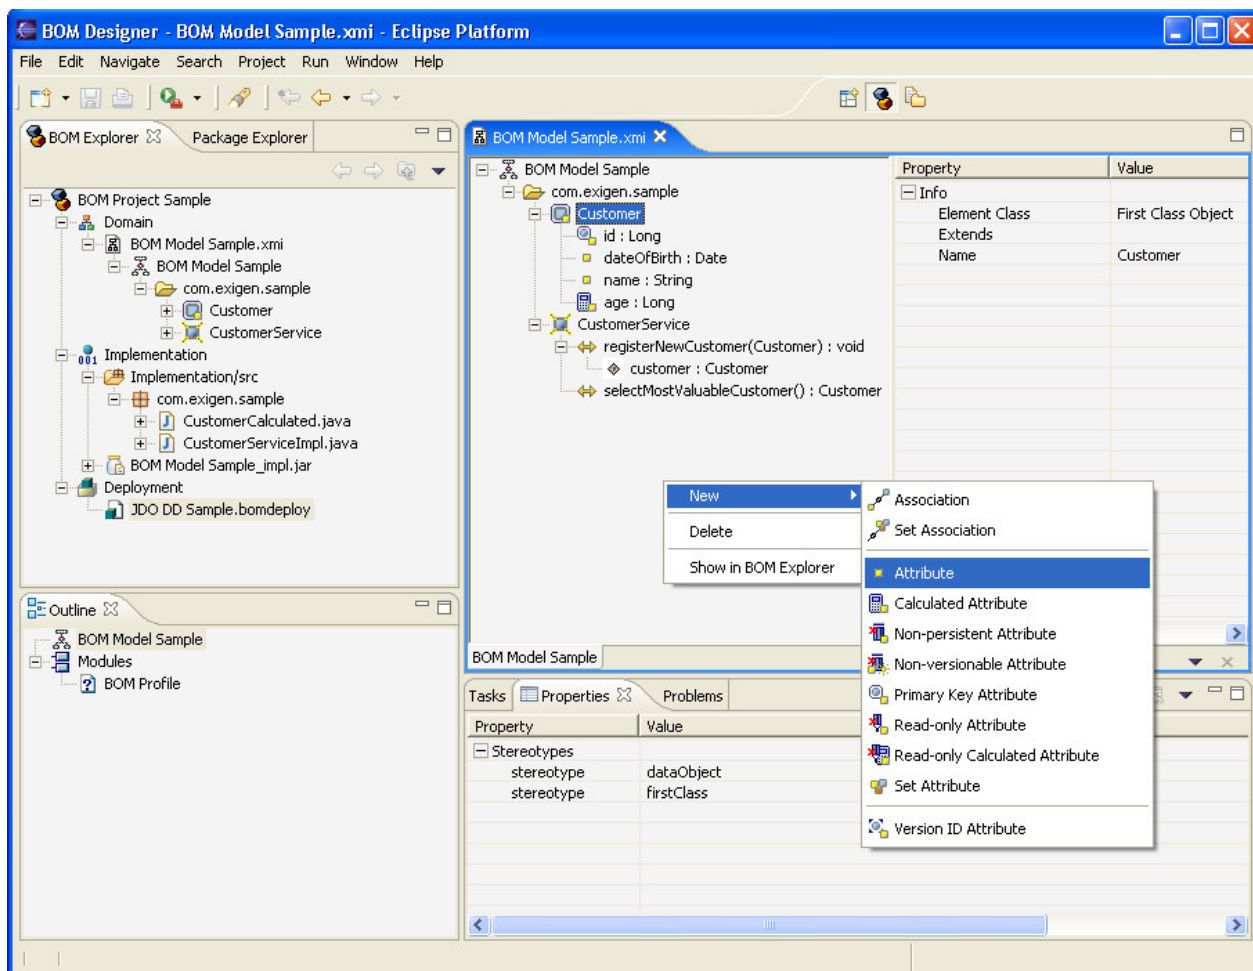 BOM Designer - BOM Model Sample.xmi - Eclipse Platform
File Edit Navigate Search Project Run Window Help
BOM Explorer Package Explorer
BOM Project Sample
Domain
BOM Model Sample.xmi
BOM Model Sample
com.exigen.sample
Customer
CustomerService
Implementation
Implementation/src
com.exigen.sample
CustomerCalculated.java
CustomerServiceImpl.java
BOM Model Sample_impl.jar
Deployment
JDO DD Sample.bomdeploy
Outline
BOM Model Sample
Modules
BOM Profile
BOM Model Sample.xmi
BOM Model Sample
com.exigen.sample
Customer
id : Long
dateOfBirth : Date
name : String
age : Long
CustomerService
registerNewCustomer(Customer) : void
customer : Customer
selectMostValuableCustomer() : Customer
Property Value
Info
Element Class First Class Object
Extends
Name Customer
New
Delete
Show in BOM Explorer
Association
Set Association
Attribute
Calculated Attribute
Non-persistent Attribute
Non-versionable Attribute
Primary Key Attribute
Read-only Attribute
Read-only Calculated Attribute
Set Attribute
Version ID Attribute
BOM Model Sample
Tasks Properties Problems
Property Value
Stereotypes
stereotype dataObject
stereotype firstClass